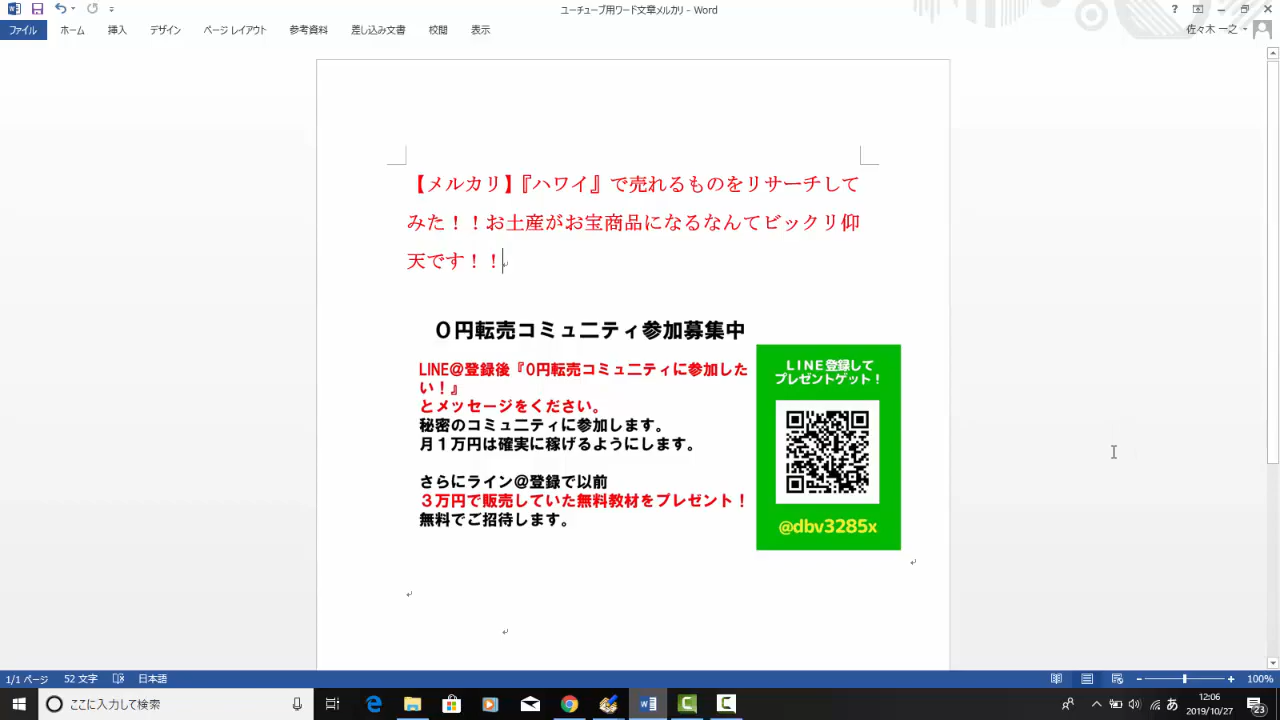 ユーチューブ用ワード文章メルカリ - Word
ファイル ホーム 挿入 デザイン ページ レイアウト 参考資料 差し込み文書 校閲 表示 佐々木 一之
【メルカリ】『ハワイ』で売れるものをリサーチして
みた！！お土産がお宝商品になるなんてビックリ仰
天です！！
０円転売コミュニティ参加募集中
LINE@登録後『0円転売コミュニティに参加した
い！』
とメッセージをください。
秘密のコミュニティに参加します。
月１万円は確実に稼げるようにします。
さらにライン@登録で以前
３万円で販売していた無料教材をプレゼント！
無料でご招待します。
ＬＩＮＥ登録して
プレゼントゲット！
@dbv3285x
1/1 ページ 52 文字 日本語 100%
ここに入力して検索
あ 12:06
2019/10/27 23